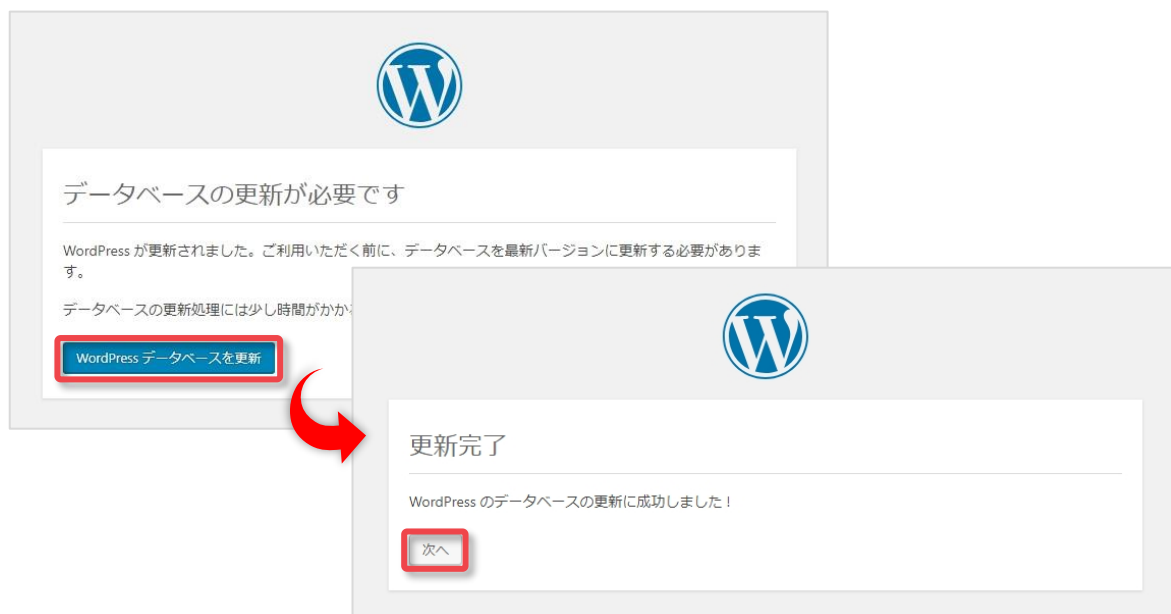 データベースの更新が必要です
WordPress が更新されました。ご利用いただく前に、データベースを最新バージョンに更新する必要がありま
す。
データベースの更新処理には少し時間がかか
WordPress データベースを更新
更新完了
WordPress のデータベースの更新に成功しました！
次へ